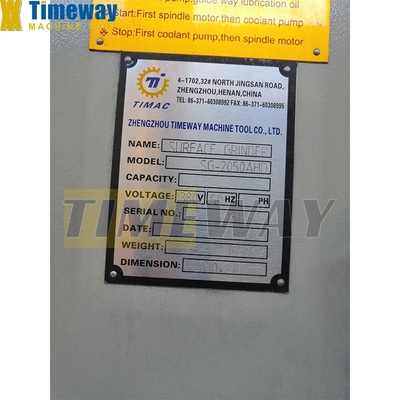 Timeway
MACHINE
pump, guide way lubrication oil
Start:First spindle motor,then coolant pump
Stop:First coolant pump,then spindle motor
TIMAC
4-1702,32# NORTH JINGSAN ROAD,
ZHENGZHOU,HENAN,CHINA
TEL: 86-371-60308992 FAX: 86-371-60308995
ZHENGZHOU TIMEWAY MACHINE TOOL CO., LTD.
NAME: SURFACE GRINDER
MODEL: SG-2050AHD
CAPACITY:
VOLTAGE: 380V HZ PH
SERIAL NO.:
DATE:
WEIGHT:
DIMENSION:
TIMEWAY